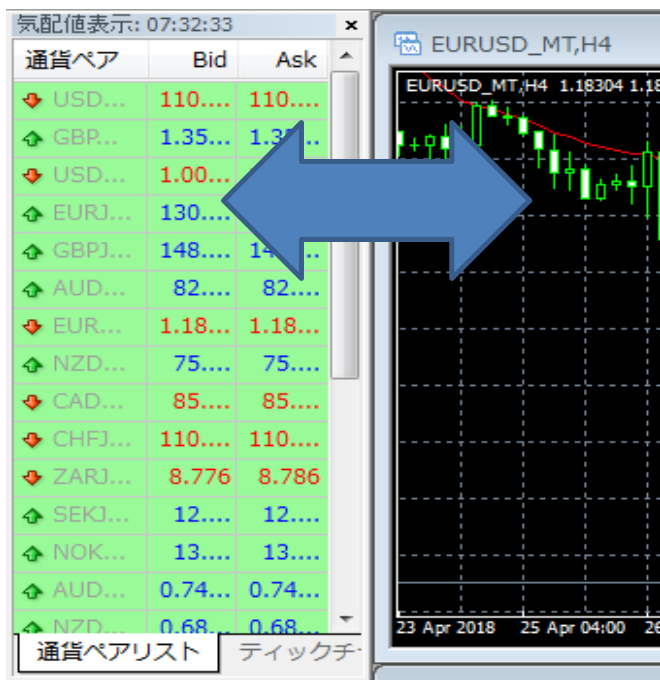 気配値表示: 07:32:33
通貨ペア Bid Ask
USD... 110.... 110....
GBP... 1.35...
USD... 1.00...
EURJ... 130....
GBPJ... 148....
AUD... 82.... 82....
EUR... 1.18... 1.18...
NZD... 75.... 75....
CAD... 85.... 85....
CHFJ... 110.... 110....
ZARJ... 8.776 8.786
SEKJ... 12.... 12....
NOK... 13.... 13....
AUD... 0.74... 0.74...
NZD... 0.68... 0.68...
通貨ペアリスト ティックチ
EURUSD_MT,H4
EURUSD_MT,H4 1.18304 1.18
23 Apr 2018 25 Apr 04:00 26